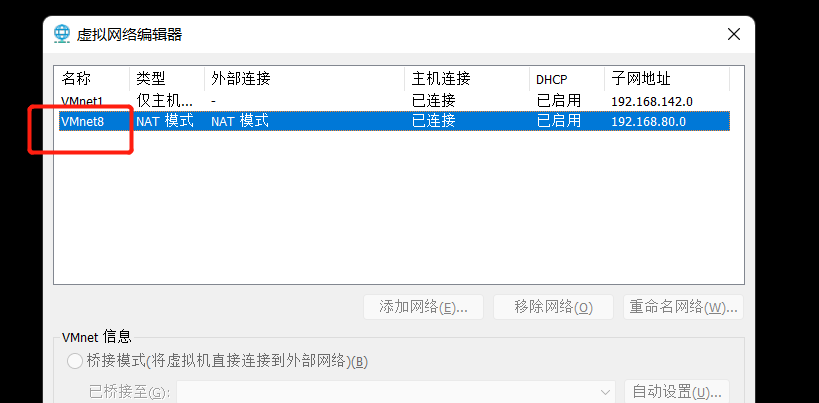 虚拟网络编辑器
名称 类型 外部连接 主机连接 DHCP 子网地址
VMnet1 仅主机... - 已连接 已启用 192.168.142.0
VMnet8 NAT 模式 NAT 模式 已连接 已启用 192.168.80.0
添加网络(E)... 移除网络(O) 重命名网络(W)...
VMnet 信息
桥接模式(将虚拟机直接连接到外部网络)(B)
已桥接至(G): 自动设置(U)...